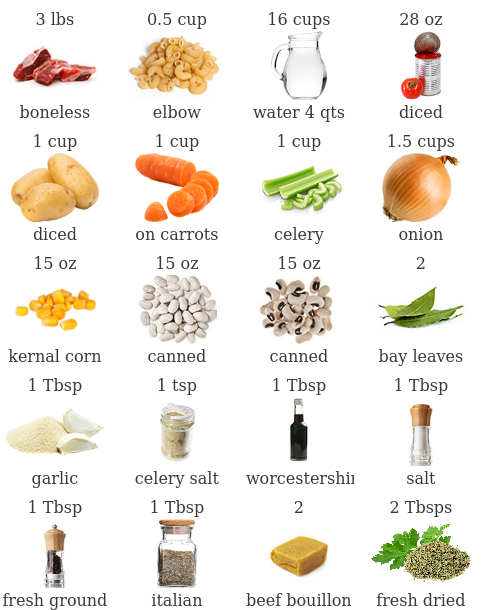 3 lbs 0.5 cup 16 cups 28 oz
boneless elbow water 4 qts diced
1 cup 1 cup 1 cup 1.5 cups
diced on carrots celery onion
15 oz 15 oz 15 oz 2
kernal corn canned canned bay leaves
1 Tbsp 1 tsp 1 Tbsp 1 Tbsp
garlic celery salt worcestershir salt
1 Tbsp 1 Tbsp 2 2 Tbsps
fresh ground italian beef bouillon fresh dried